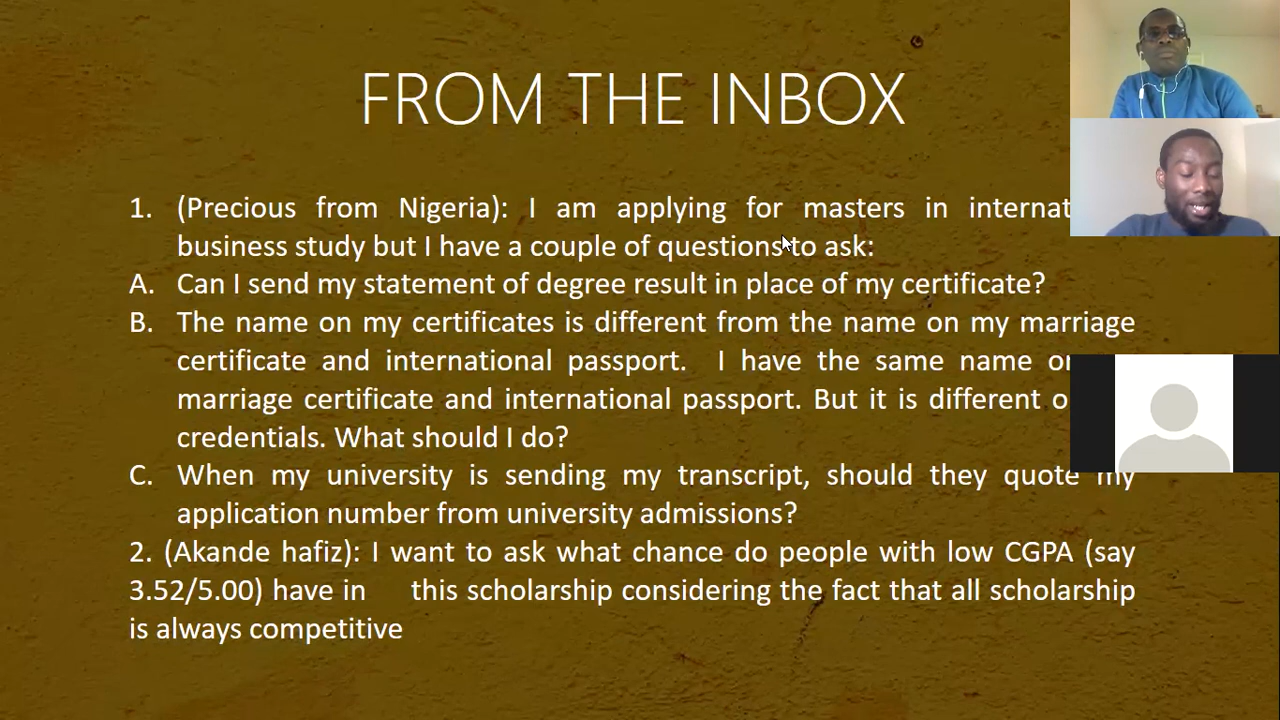 FROM THE INBOX
1. (Precious from Nigeria): I am applying for masters in internat
business study but I have a couple of questions to ask:
A. Can I send my statement of degree result in place of my certificate?
B. The name on my certificates is different from the name on my marriage
certificate and international passport. I have the same name o
marriage certificate and international passport. But it is different o
credentials. What should I do?
C. When my university is sending my transcript, should they quote my
application number from university admissions?
2. (Akande hafiz): I want to ask what chance do people with low CGPA (say
3.52/5.00) have in this scholarship considering the fact that all scholarship
is always competitive